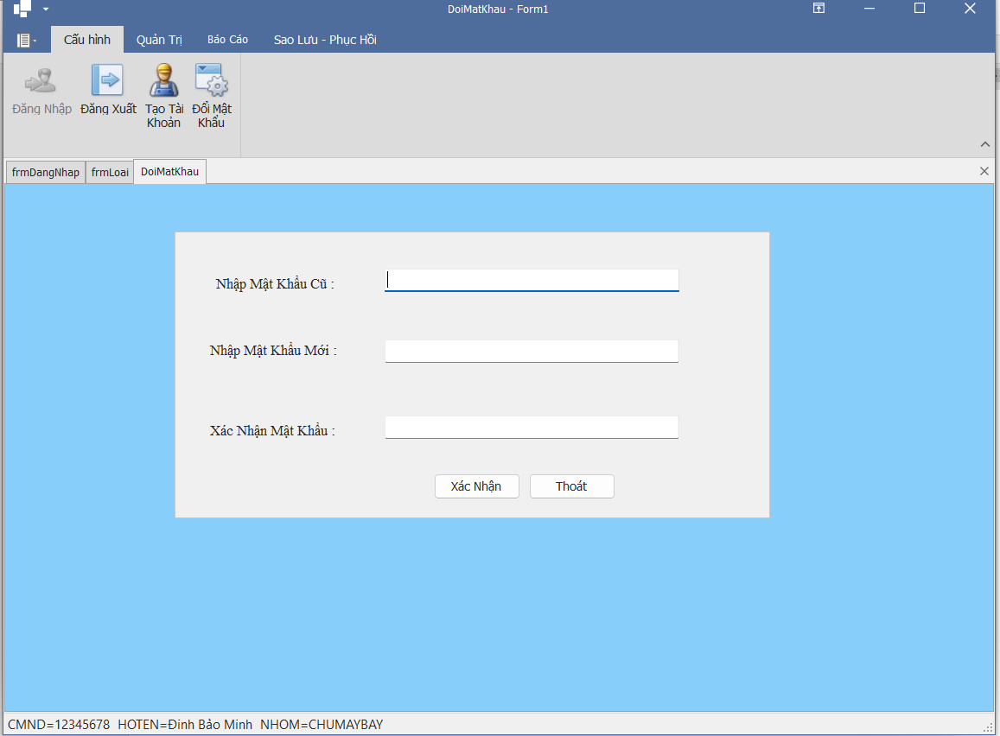 DoiMatKhau - Form1
Cấu hình Quản Trị Báo Cáo Sao Lưu - Phục Hồi
Đăng Nhập Đăng Xuất Tạo Tài Khoản Đổi Mật Khẩu
frmDangNhap frmLoai DoiMatKhau
Nhập Mật Khẩu Cũ :
Nhập Mật Khẩu Mới :
Xác Nhận Mật Khẩu :
Xác Nhận Thoát
CMND=12345678 HOTEN=Đinh Bảo Minh NHOM=CHUMAYBAY